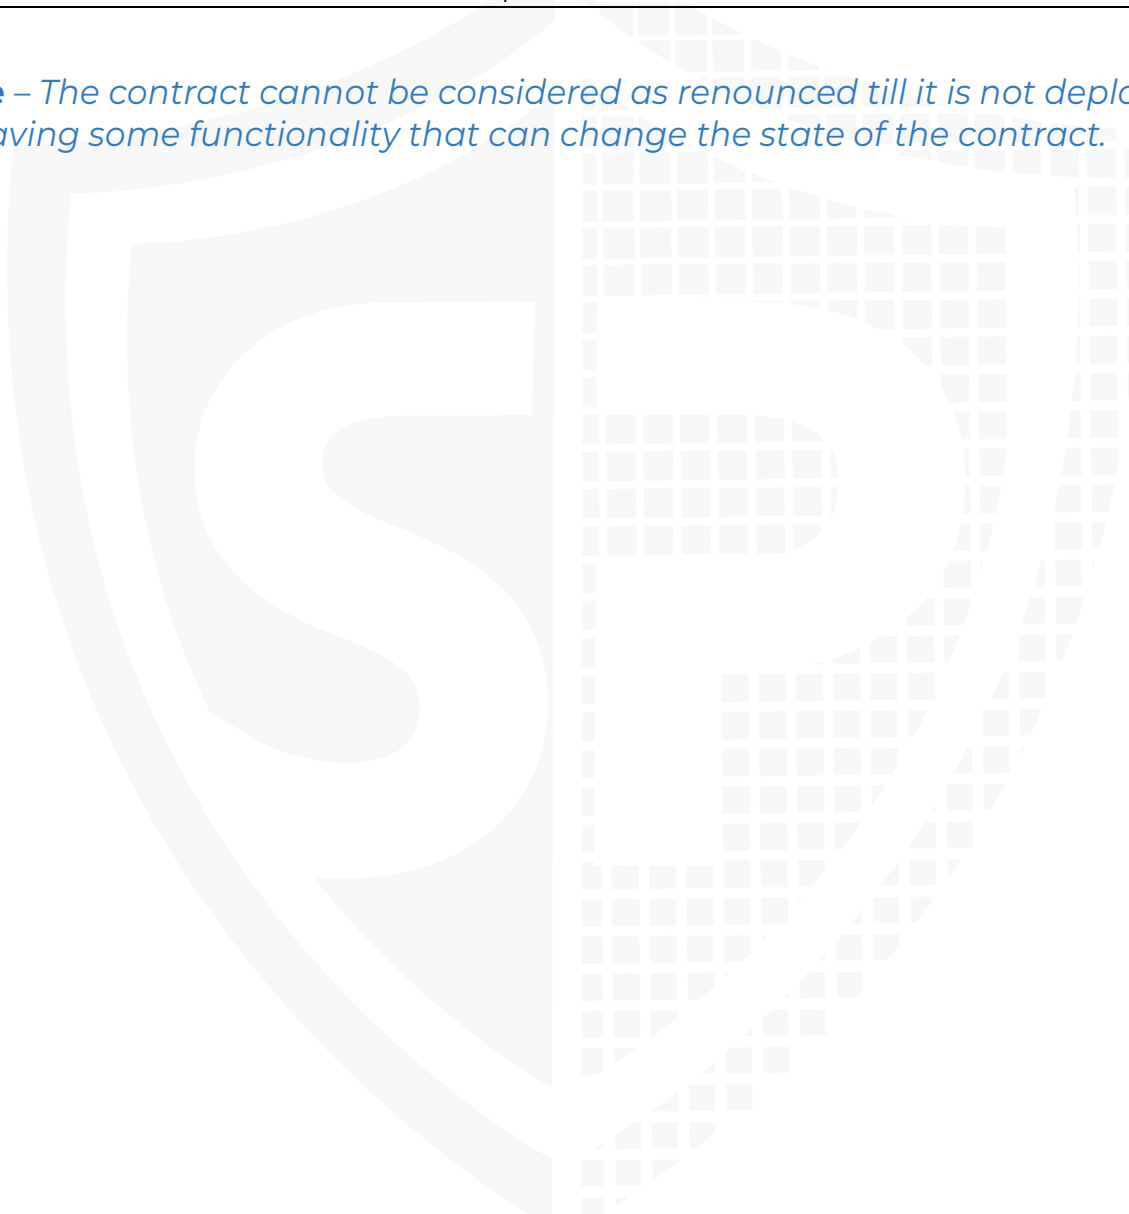 – The contract cannot be considered as renounced till it is not
some functionality that can change the state of the contract.
SP